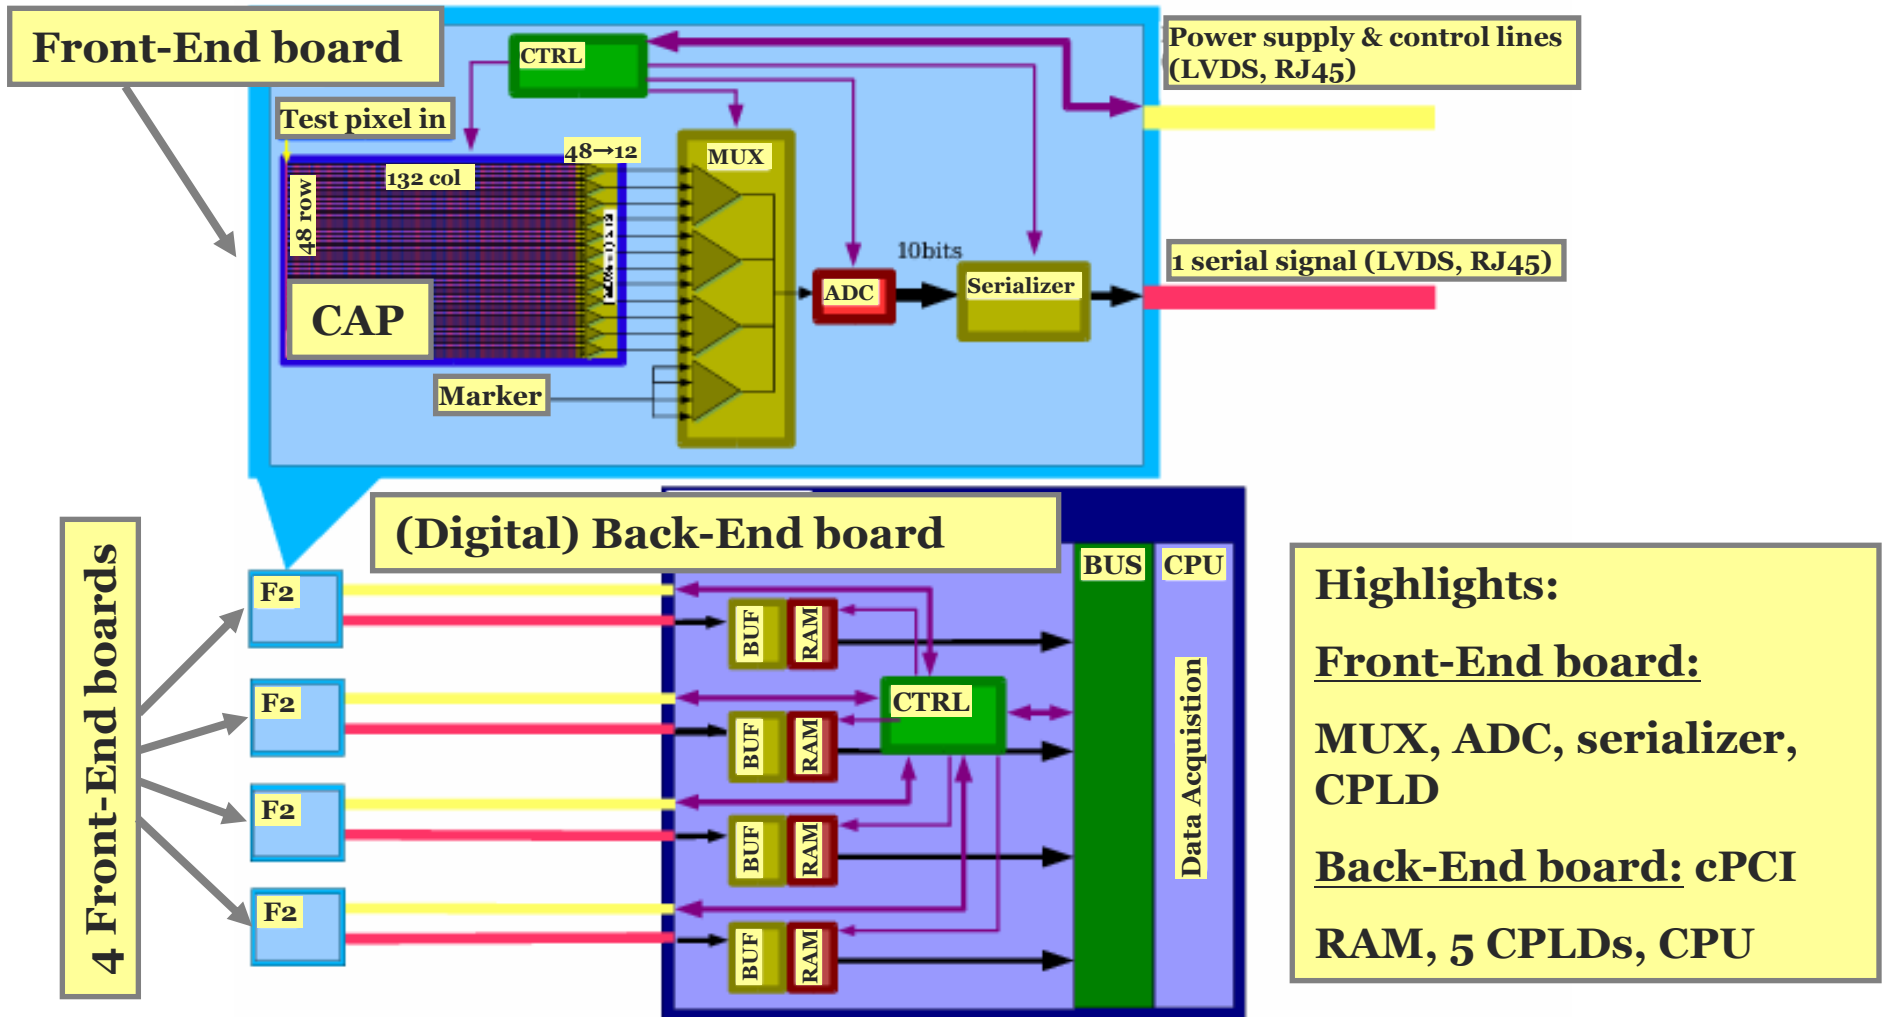 Front-End board
Power supply & control lines
(LVDS, RJ45)
CTRL
Test pixel in
48→12
MUX
132 col
48 row
10bits
1 serial signal (LVDS, RJ45)
ADC
Serializer
CAP
Marker
(Digital) Back-End board
4 Front-End boards
BUS
CPU
F2
BUF
RAM
F2
CTRL
BUF
RAM
F2
BUF
RAM
F2
BUF
RAM
Data Acquistion
Highlights:
Front-End board:
MUX, ADC, serializer,
CPLD
Back-End board: cPCI
RAM, 5 CPLDs, CPU